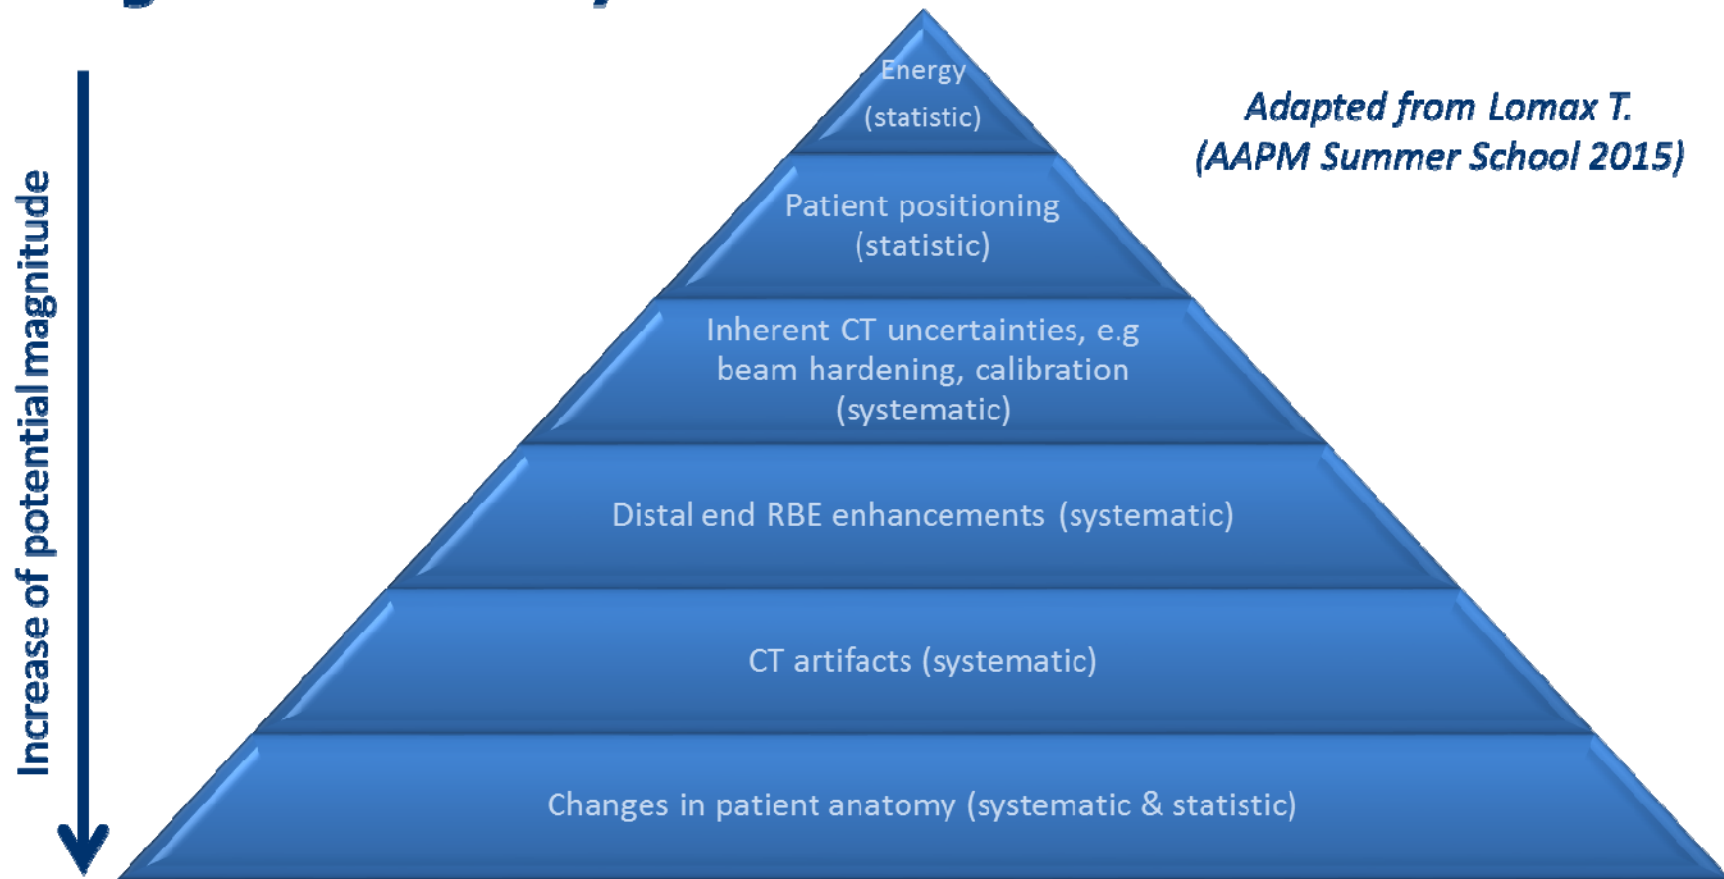 Energy
(statistic)
Adapted from Lomax T.
(AAPM Summer School 2015)
Patient positioning
(statistic)
Inherent CT uncertainties, e.g
beam hardening, calibration
(systematic)
Distal end RBE enhancements (systematic)
CT artifacts (systematic)
Changes in patient anatomy (systematic & statistic)
Increase of potential magnitude